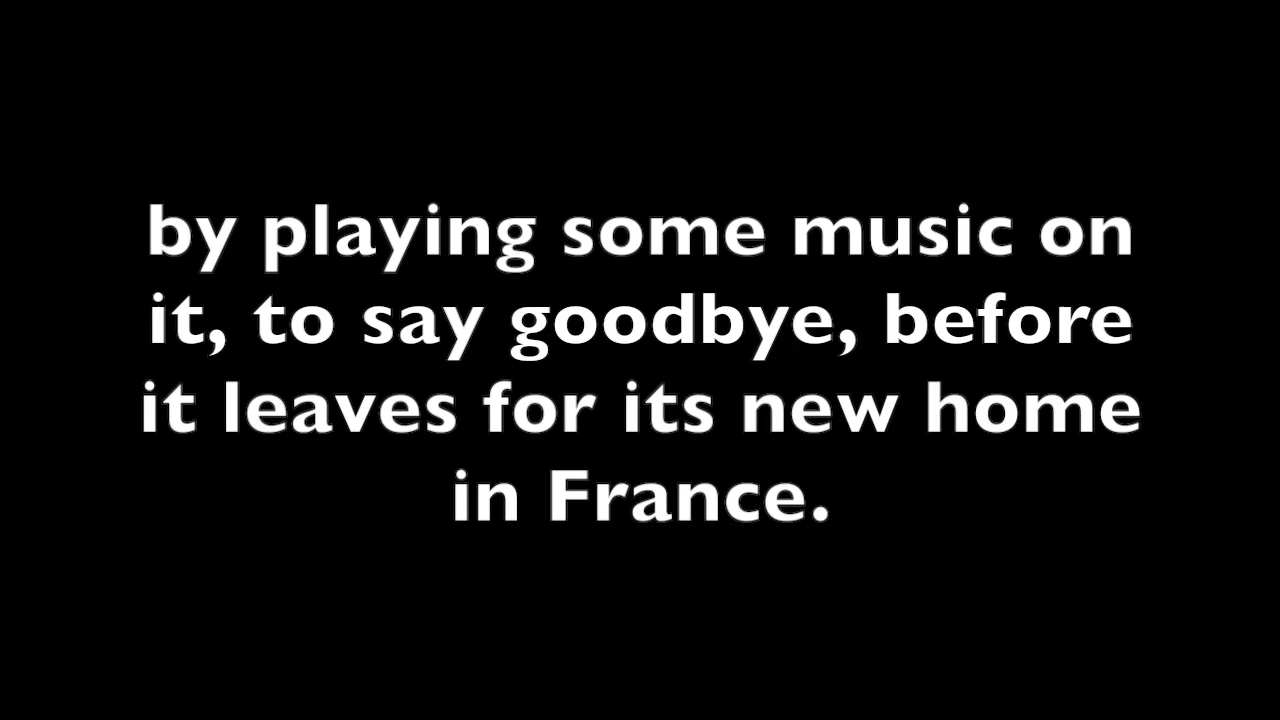 by playing some music on
it, to say goodbye, before
it leaves for its new home
in France.